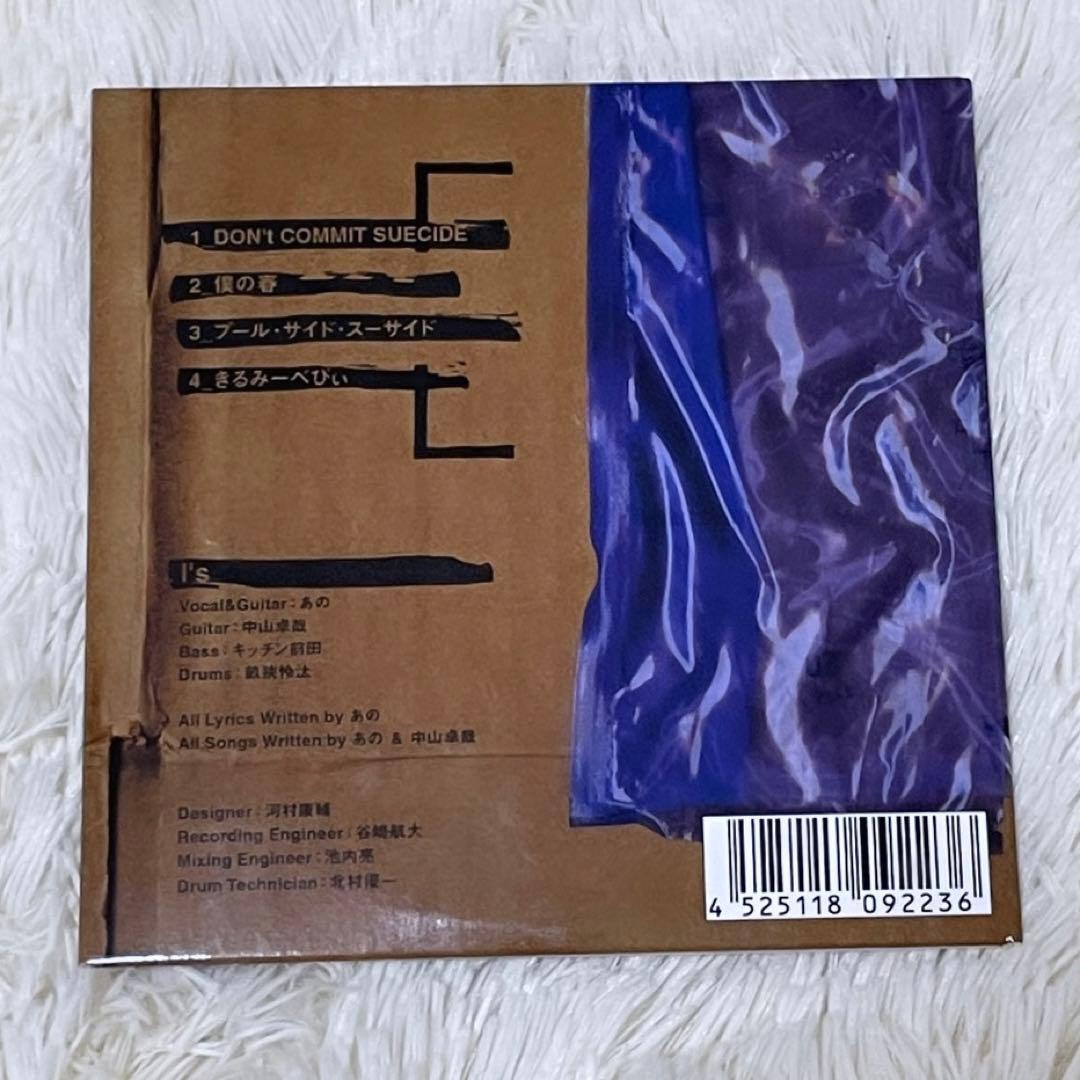 1_DON't COMMIT SUECIDE
2_僕の春
3_プール・サイド・スーサイド
4_きるみーべびぃ
I's
Vocal&Guitar:あの
Guitar:中山卓哉
Bass:キッチン前田
Drums:
All Lyrics Written by あの
All Songs Written by あの & 中山卓哉
Designer:河村康輔
Recording Engineer:谷崎航大
Mixing Engineer:池内亮
Drum Technician:北村優一
4 525118 092236